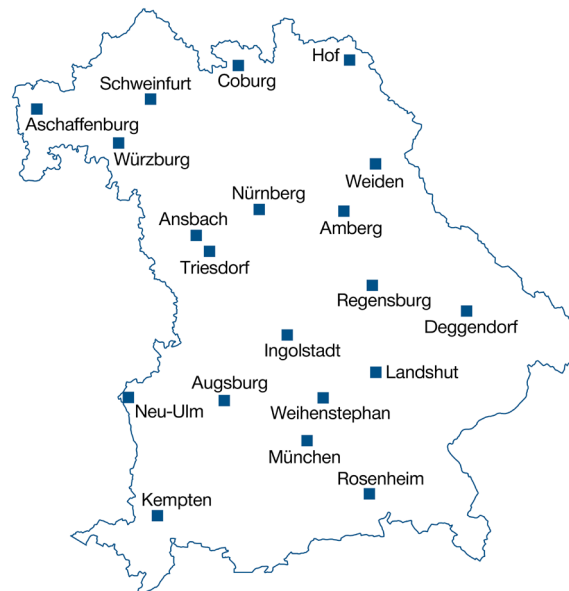 Hof
Coburg
Schweinfurt
Aschaffenburg
Würzburg
Weiden
Nürnberg
Amberg
Ansbach
Triesdorf
Regensburg
Deggendorf
Ingolstadt
Landshut
Augsburg
Neu-Ulm
Weihenstephan
München
Rosenheim
Kempten